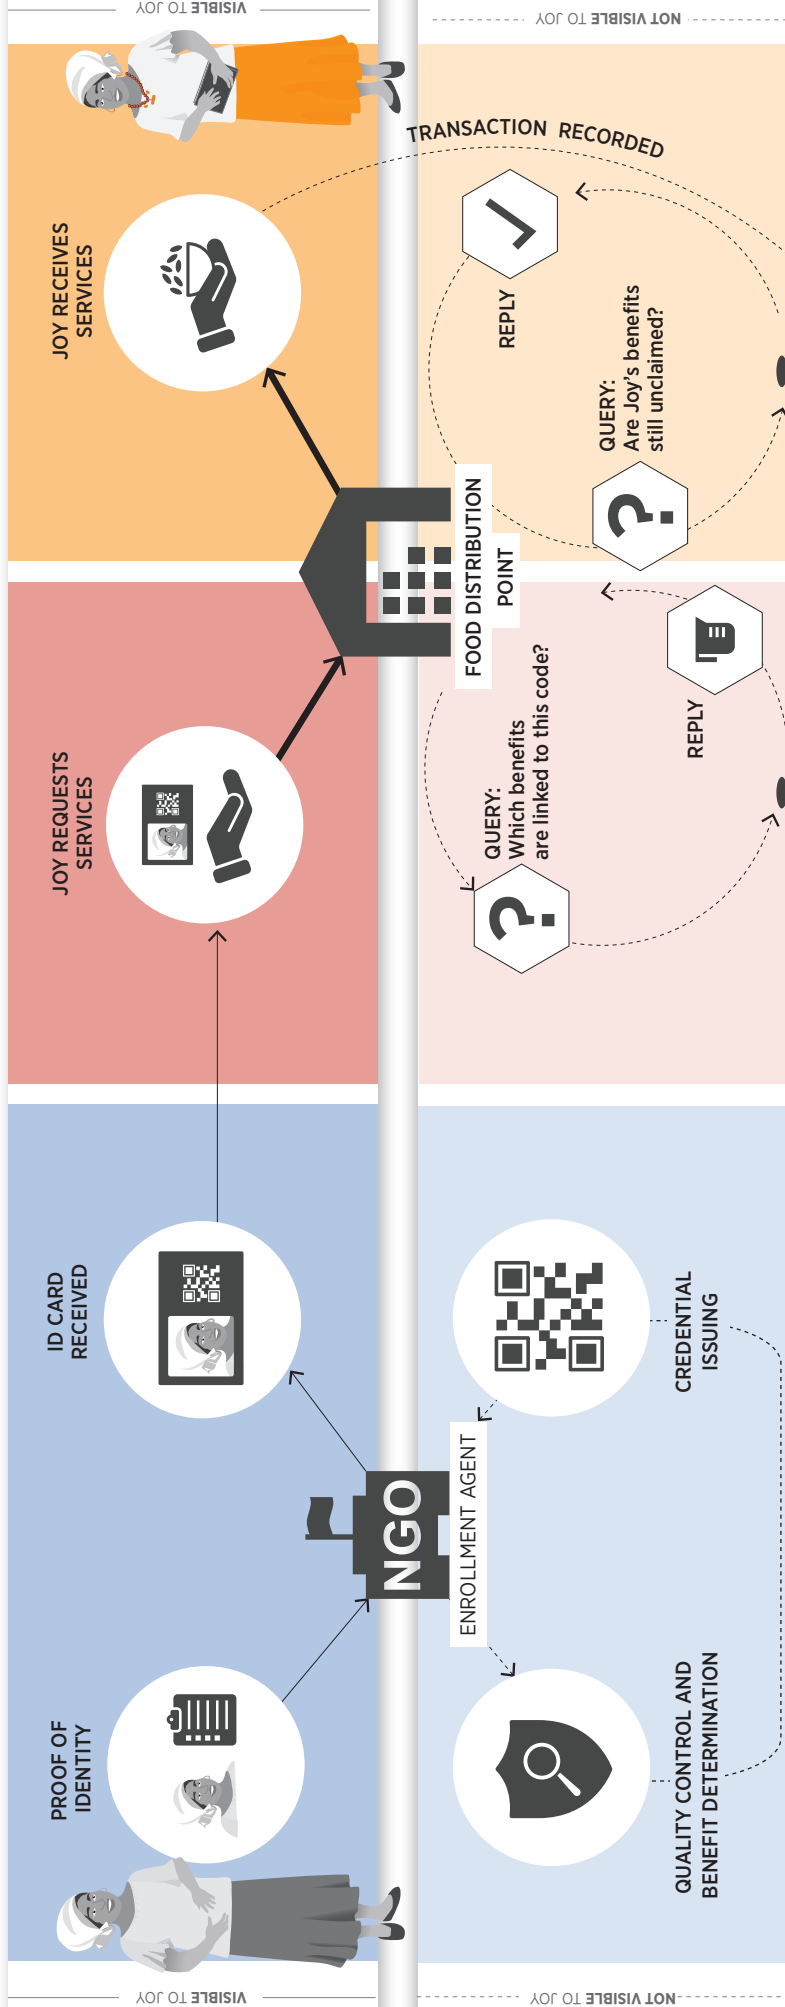 VISIBLE TO JOY
PROOF OF
IDENTITY
ID CARD
RECEIVED
JOY REQUESTS
SERVICES
JOY RECEIVES
SERVICES
VISIBLE TO JOY
NGO
ENROLLMENT AGENT
FOOD DISTRIBUTION
POINT
NOT VISIBLE TO JOY
QUALITY CONTROL AND
BENEFIT DETERMINATION
CREDENTIAL
ISSUING
QUERY:
Which benefits
are linked to this code?
REPLY
QUERY:
Are Joy's benefits
still unclaimed?
REPLY
TRANSACTION RECORDED
NOT VISIBLE TO JOY